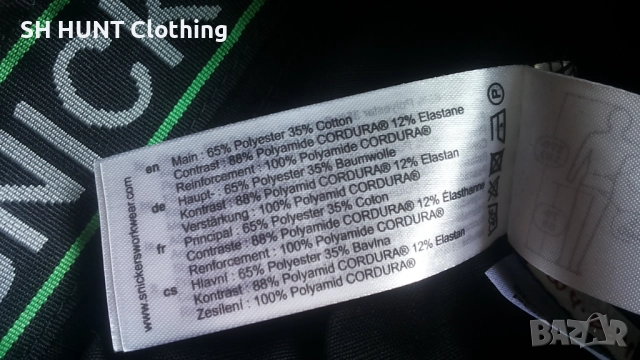 SH HUNT Clothing
SNICK
en Main : 65% Polyester 35% Cotton
Contrast : 88% Polyamide CORDURA® 12% Elastane
Reinforcement : 100% Polyamide CORDURA®
de Haupt- : 65% Polyester 35% Baumwolle
Kontrast : 88% Polyamid CORDURA® 12% Elastan
Verstärkung : 100% Polyamid CORDURA®
fr Principal : 65% Polyester 35% Coton
Contraste : 88% Polyamide CORDURA® 12% Élasthanne
Renforcement : 100% Polyamide CORDURA®
cs Hlavní : 65% Polyester 35% Bavlna
Kontrast : 88% Polyamid CORDURA® 12% Elastan
Zesílení : 100% Polyamid CORDURA®
www.snickersworkwear.com
P
BAZAR